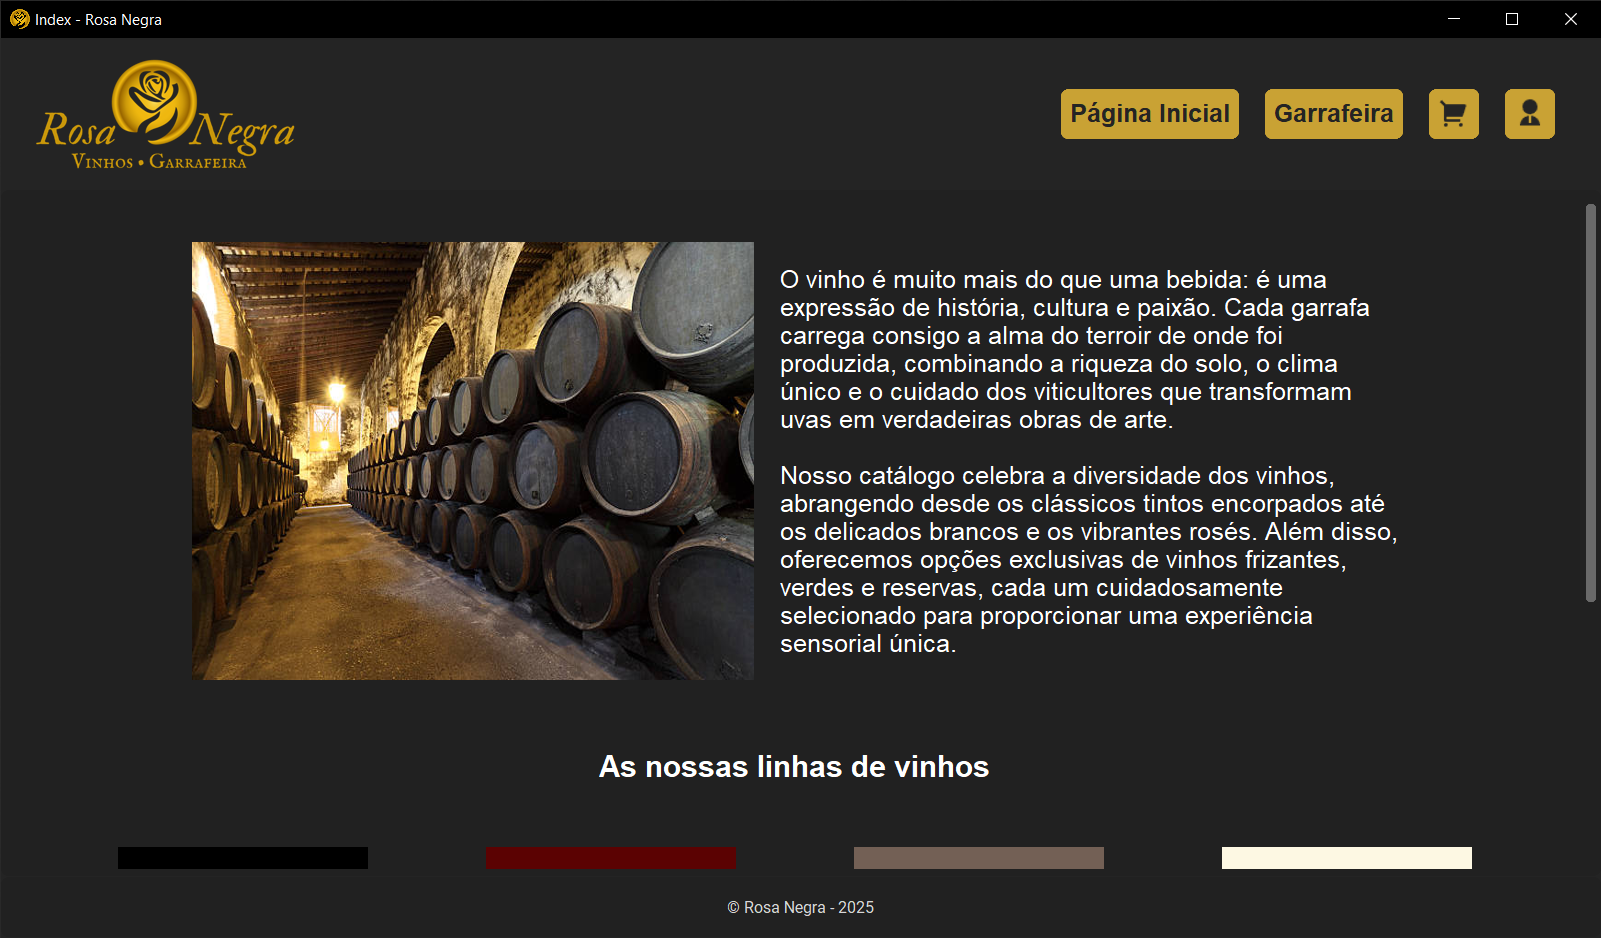 Index - Rosa Negra
Rosa Negra
Vinhos • Garrafeira
Página Inicial
Garrafeira
O vinho é muito mais do que uma bebida: é uma
expressão de história, cultura e paixão. Cada garrafa
carrega consigo a alma do terroir de onde foi
produzida, combinando a riqueza do solo, o clima
único e o cuidado dos viticultores que transformam
uvas em verdadeiras obras de arte.
Nosso catálogo celebra a diversidade dos vinhos,
abrangendo desde os clássicos tintos encorpados até
os delicados brancos e os vibrantes rosés. Além disso,
oferecemos opções exclusivas de vinhos frizantes,
verdes e reservas, cada um cuidadosamente
selecionado para proporcionar uma experiência
sensorial única.
As nossas linhas de vinhos
© Rosa Negra - 2025